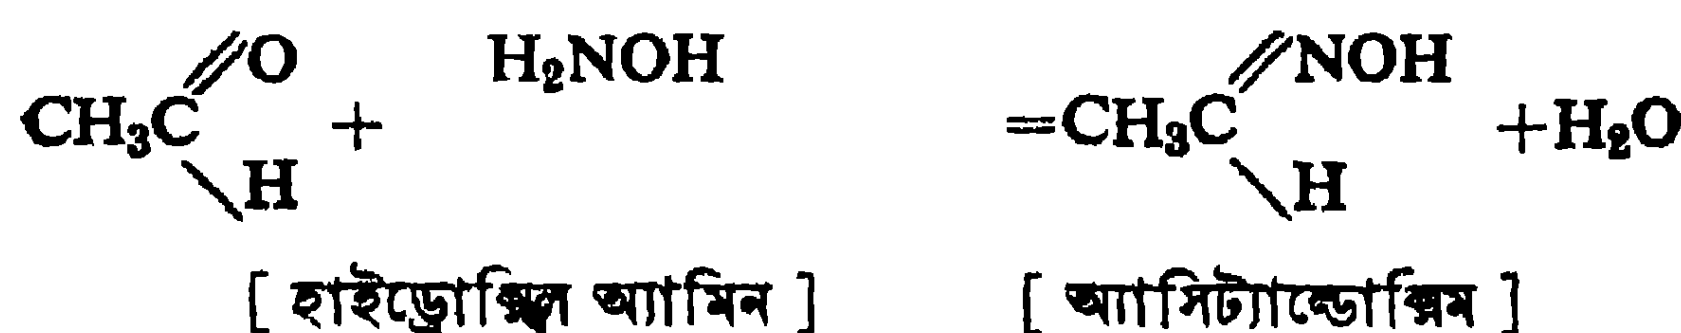 O H₂NOH NOH
CH₃C + =CH₃C +H₂O
H H
[ হাইড্রোক্সিল অ্যামিন ] [ অ্যাসিট্যাল্ডোক্সিম ]